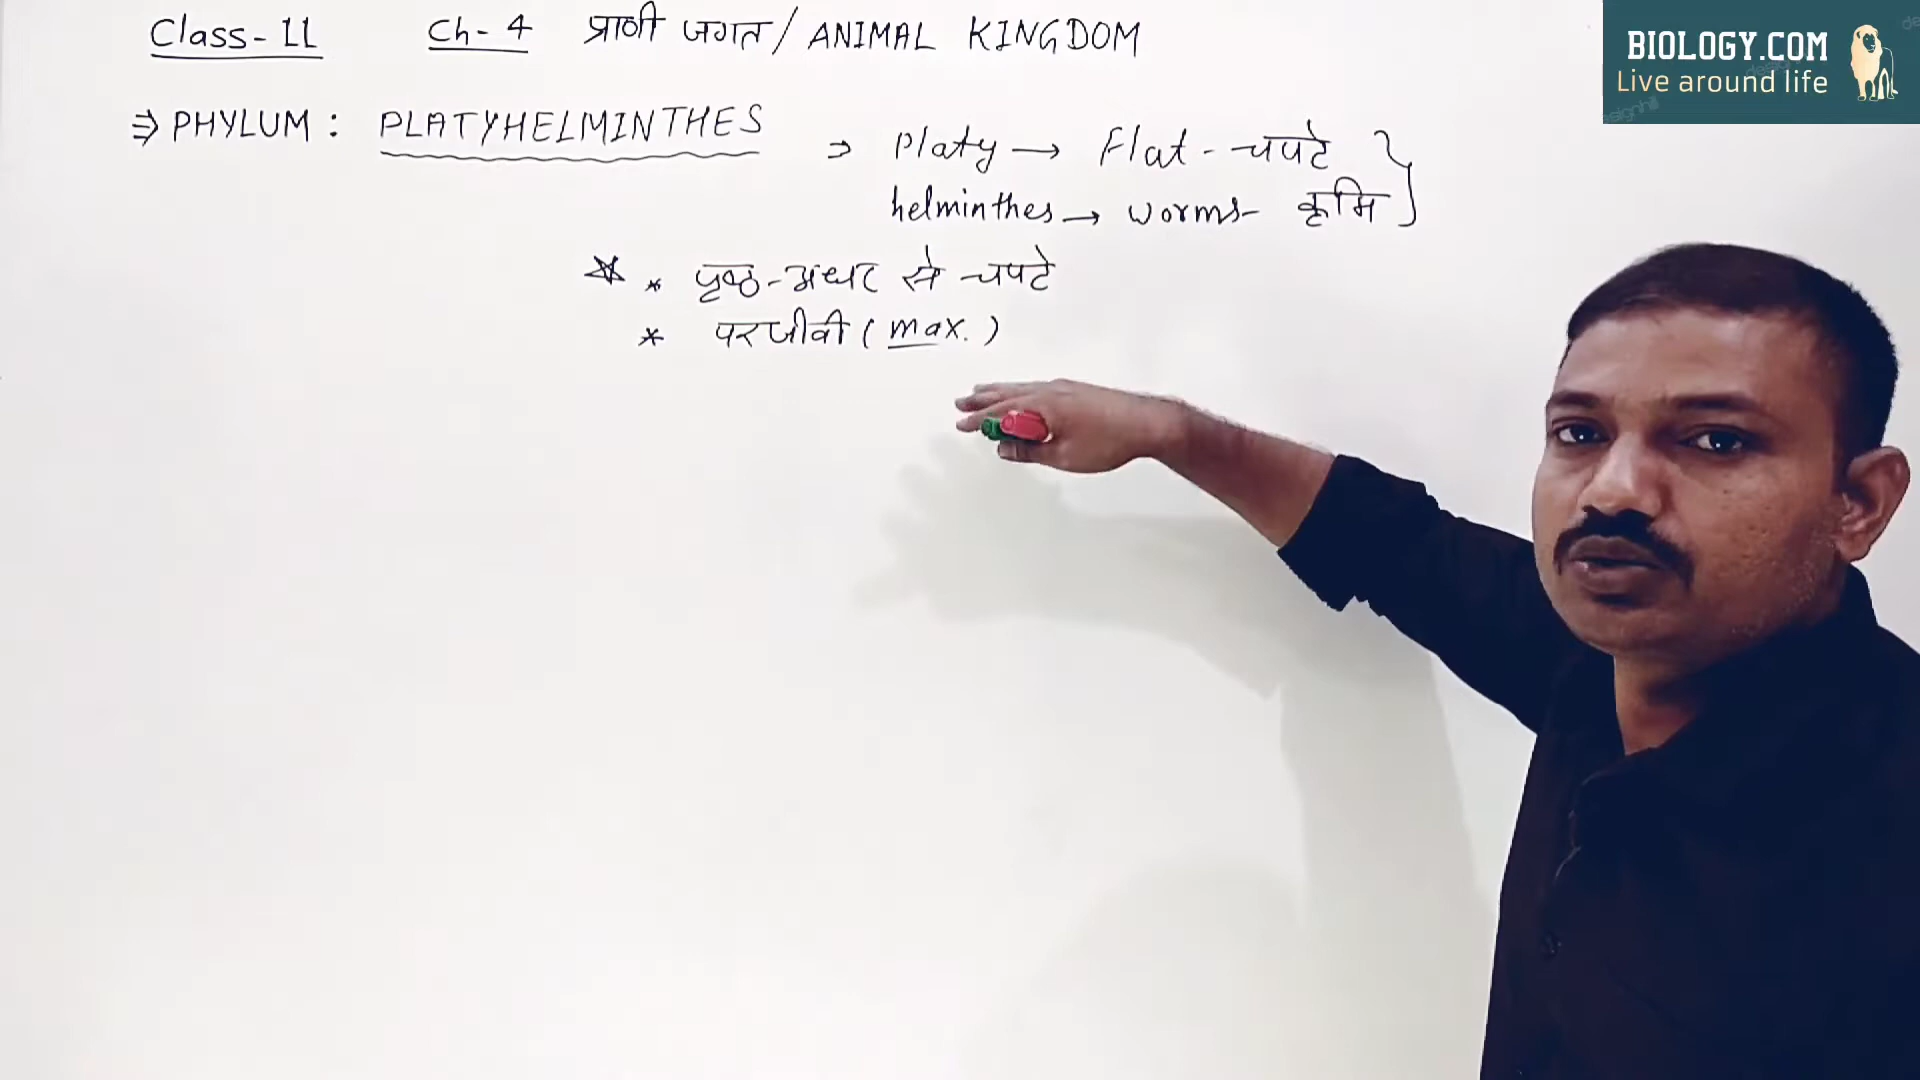 Class-11 Ch-4 प्राणी जगत/ANIMAL KINGDOM
BIOLOGY.COM
Live around life
⇒ PHYLUM: PLATYHELMINTHES
⇒ Platy → Flat - चपटे
helminthes → worms - कृमि
* पृष्ठ-अधर से चपटे
* परजीवी (max.)